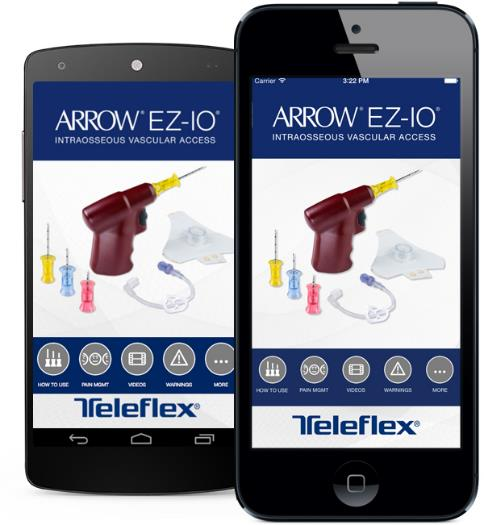 ARROW® EZ-IO®
INTRAOSSEOUS VASCULAR ACCESS
HOW TO USE
PAIN MGMT
VIDEOS
WARNINGS
MORE
Teleflex®
Carrier
3:22 PM
ARROW® EZ-IO®
INTRAOSSEOUS VASCULAR ACCESS
HOW TO USE
PAIN MGMT
VIDEOS
WARNINGS
MORE
Teleflex®